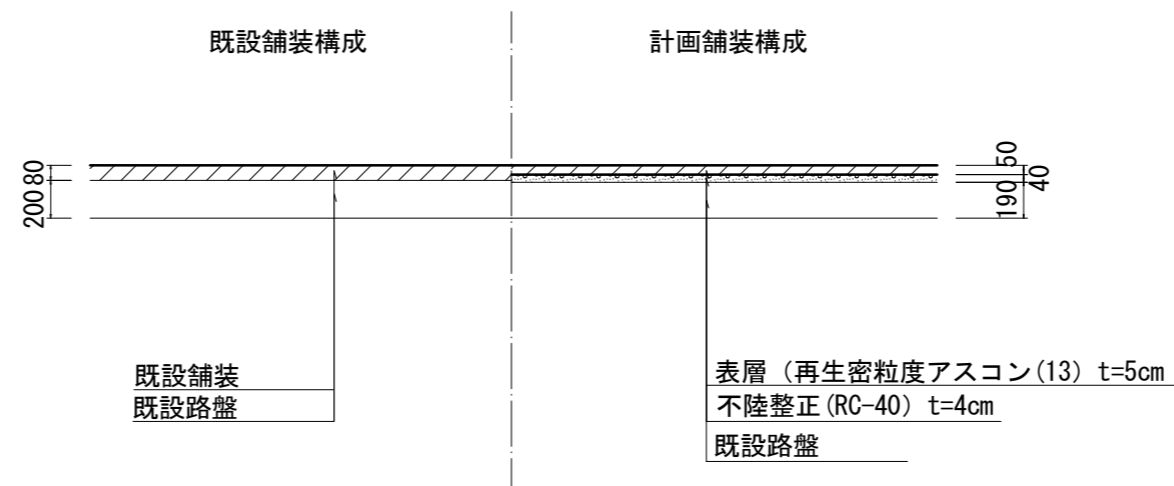 既設舗装構成
計画舗装構成
80
200
50
40
190
既設舗装
既設路盤
表層（再生密粒度アスコン(13) t=5cm
不陸整正(RC-40) t=4cm
既設路盤